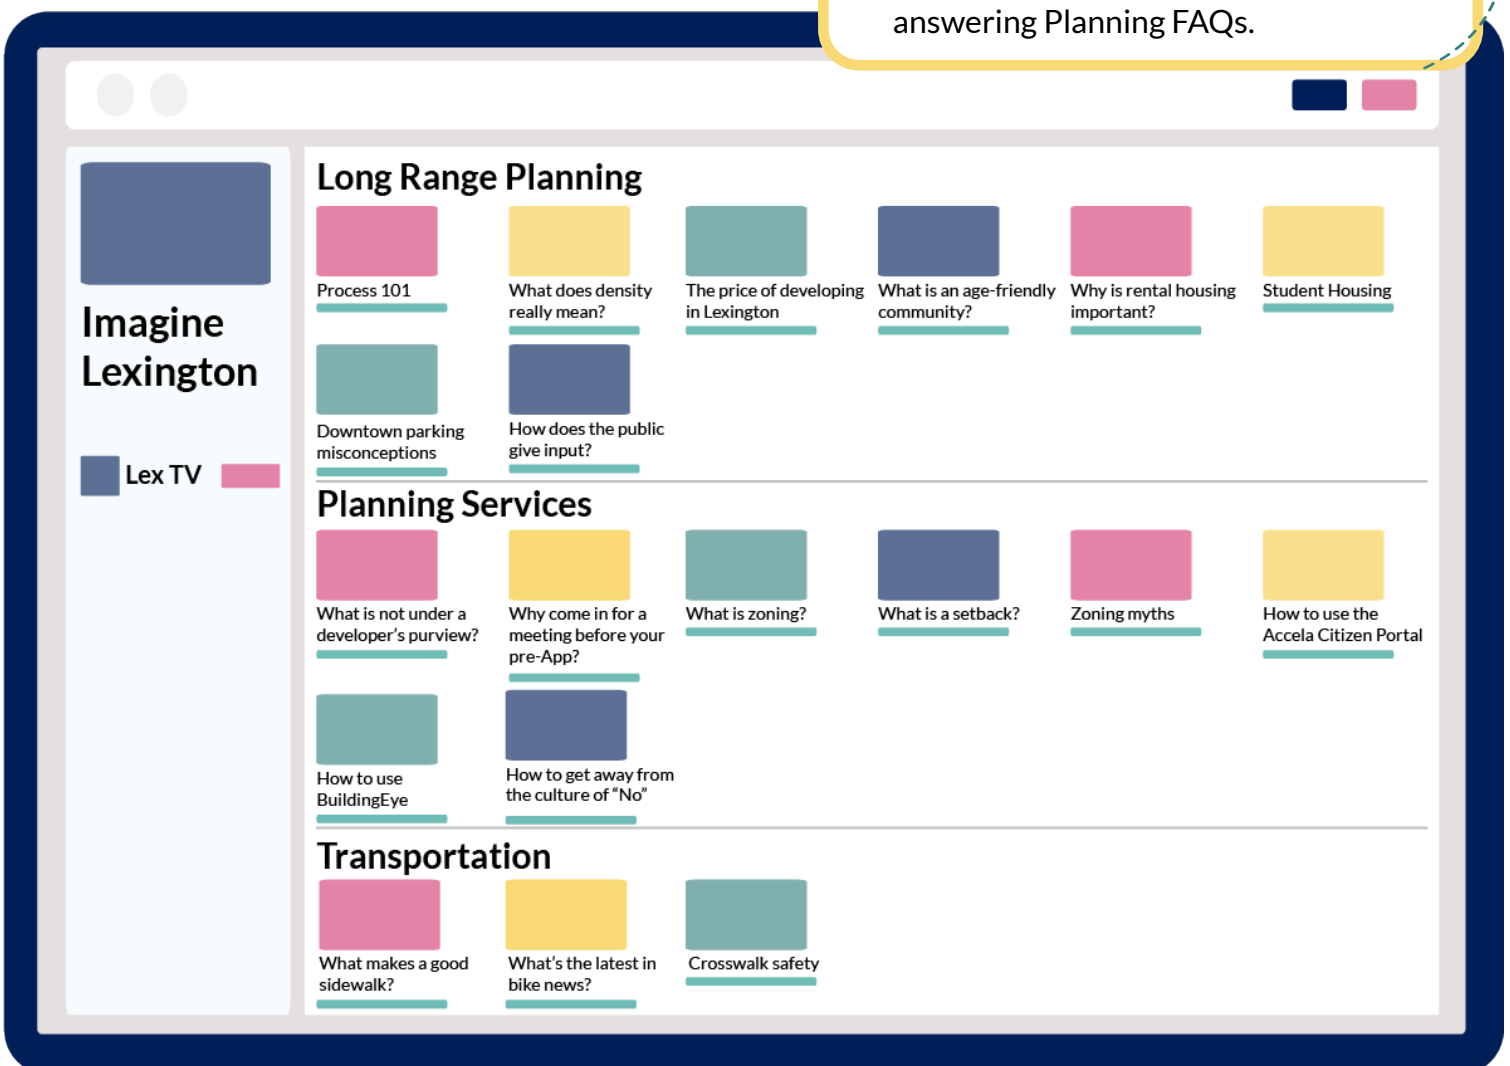 answering Planning FAQs.
Imagine
Lexington
Lex TV
Long Range Planning
Process 101
What does density
really mean?
The price of developing
in Lexington
What is an age-friendly
community?
Why is rental housing
important?
Student Housing
Downtown parking
misconceptions
How does the public
give input?
Planning Services
What is not under a
developer’s purview?
Why come in for a
meeting before your
pre-App?
What is zoning?
What is a setback?
Zoning myths
How to use the
Accela Citizen Portal
How to use
BuildingEye
How to get away from
the culture of “No”
Transportation
What makes a good
sidewalk?
What’s the latest in
bike news?
Crosswalk safety